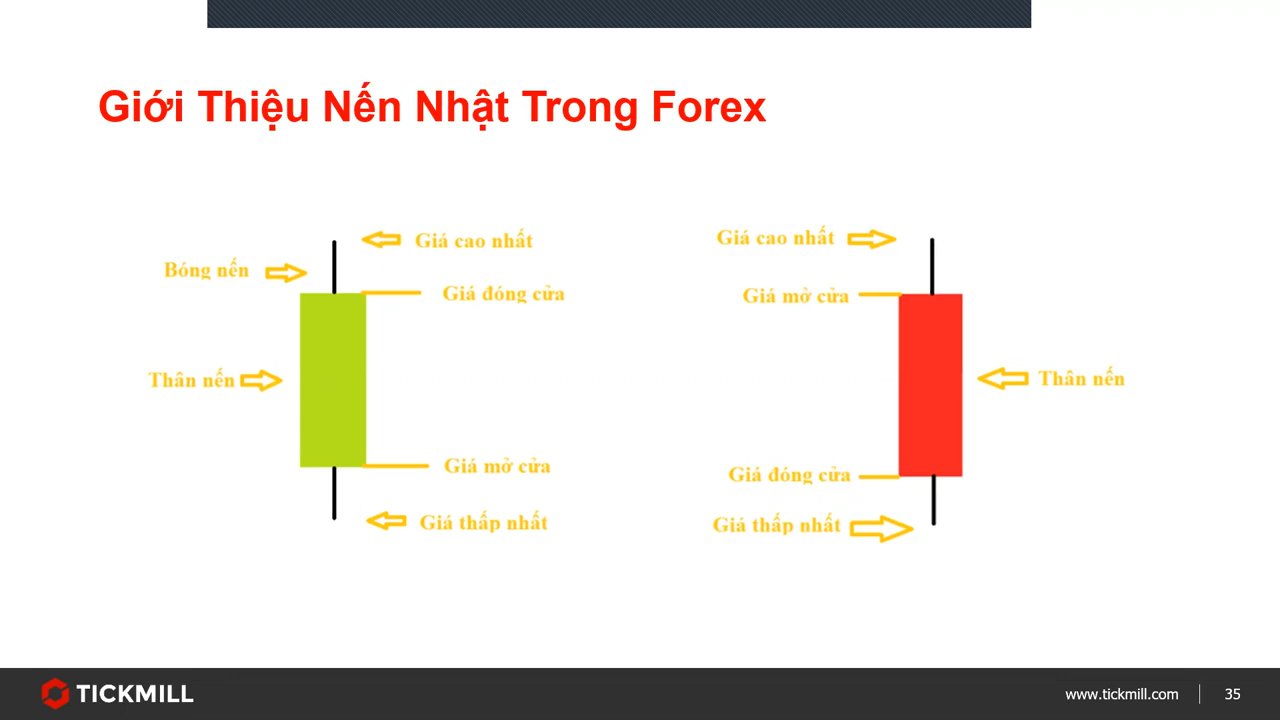 Giới Thiệu Nến Nhật Trong Forex
Giá cao nhất
Bóng nến
Giá đóng cửa
Thân nến
Giá mở cửa
Giá thấp nhất
Giá cao nhất
Giá mở cửa
Thân nến
Giá đóng cửa
Giá thấp nhất
TICKMILL
www.tickmill.com
35